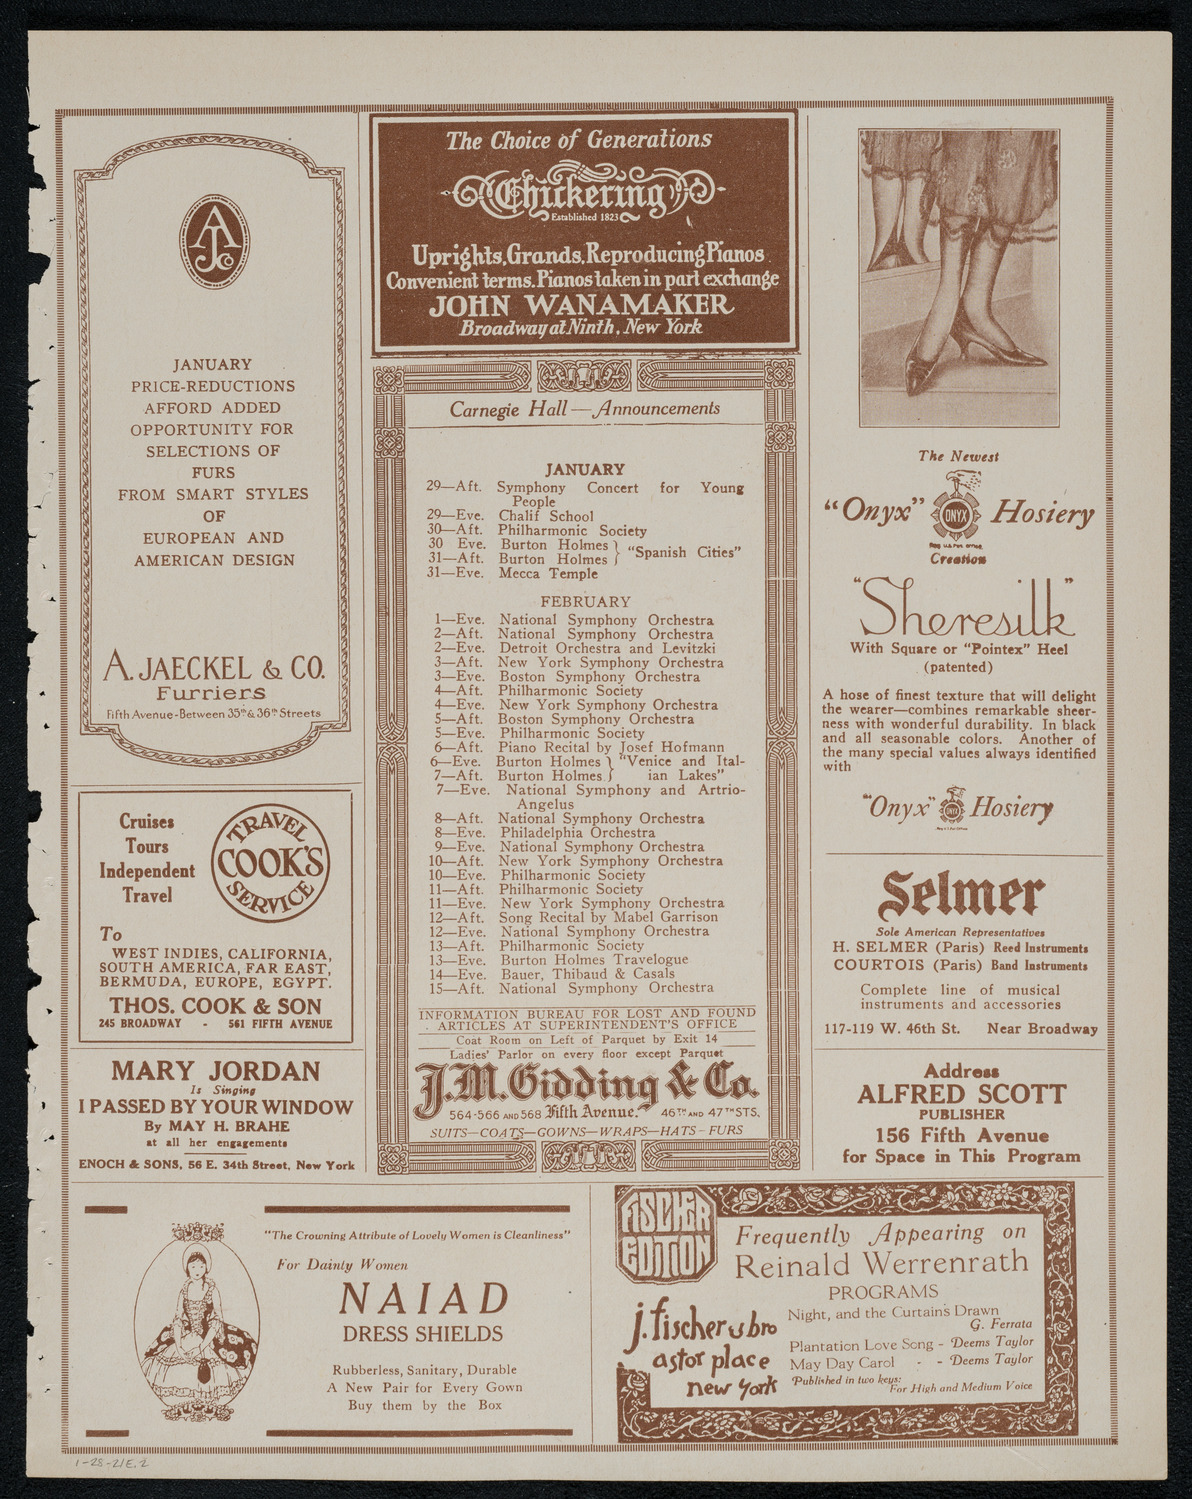 AJCo
JANUARY
PRICE-REDUCTIONS
AFFORD ADDED
OPPORTUNITY FOR
SELECTIONS OF
FURS
FROM SMART STYLES
OF
EUROPEAN AND
AMERICAN DESIGN
A. JAECKEL & CO.
Furriers
Fifth Avenue - Between 35th & 36th Streets
Cruises
Tours
Independent
Travel
TRAVEL
COOK'S
SERVICE
To
WEST INDIES, CALIFORNIA,
SOUTH AMERICA, FAR EAST,
BERMUDA, EUROPE, EGYPT.
THOS. COOK & SON
245 BROADWAY - 561 FIFTH AVENUE
MARY JORDAN
Is Singing
I PASSED BY YOUR WINDOW
By MAY H. BRAHE
at all her engagements
ENOCH & SONS, 56 E. 34th Street, New York
The Choice of Generations
Chickering
Established 1823
Uprights, Grands, Reproducing Pianos
Convenient terms. Pianos taken in part exchange
JOHN WANAMAKER
Broadway at Ninth, New York
Carnegie Hall — Announcements
JANUARY
29—Aft. Symphony Concert for Young
People
29—Eve. Chalif School
30—Aft. Philharmonic Society
30 Eve. Burton Holmes } "Spanish Cities"
31—Aft. Burton Holmes
31—Eve. Mecca Temple
FEBRUARY
1—Eve. National Symphony Orchestra
2—Aft. National Symphony Orchestra
2—Eve. Detroit Orchestra and Levitzki
3—Aft. New York Symphony Orchestra
3—Eve. Boston Symphony Orchestra
4—Aft. Philharmonic Society
4—Eve. New York Symphony Orchestra
5—Aft. Boston Symphony Orchestra
5—Eve. Philharmonic Society
6—Aft. Piano Recital by Josef Hofmann
6—Eve. Burton Holmes } "Venice and Ital-
7—Aft. Burton Holmes } ian Lakes"
7—Eve. National Symphony and Artrio-
Angelus
8—Aft. National Symphony Orchestra
8—Eve. Philadelphia Orchestra
9—Eve. National Symphony Orchestra
10—Aft. New York Symphony Orchestra
10—Eve. Philharmonic Society
11—Aft. Philharmonic Society
11—Eve. New York Symphony Orchestra
12—Aft. Song Recital by Mabel Garrison
12—Eve. National Symphony Orchestra
13—Aft. Philharmonic Society
13—Eve. Burton Holmes Travelogue
14—Eve. Bauer, Thibaud & Casals
15—Aft. National Symphony Orchestra
INFORMATION BUREAU FOR LOST AND FOUND
ARTICLES AT SUPERINTENDENT'S OFFICE
Coat Room on Left of Parquet by Exit 14
Ladies' Parlor on every floor except Parquet
J.M. Gidding & Co.
564-566 AND 568 Fifth Avenue. 46TH AND 47TH STS.
SUITS—COATS—GOWNS—WRAPS—HATS - FURS
The Newest
"Onyx" ONYX Hosiery
Reg. U.S. Pat. Office
Creation
"Sheresilk"
With Square or "Pointex" Heel
(patented)
A hose of finest texture that will delight
the wearer—combines remarkable sheer-
ness with wonderful durability. In black
and all seasonable colors. Another of
the many special values always identified
with
"Onyx" Hosiery
Selmer
Sole American Representatives
H. SELMER (Paris) Reed Instruments
COURTOIS (Paris) Band Instruments
Complete line of musical
instruments and accessories
117-119 W. 46th St. Near Broadway
Address
ALFRED SCOTT
PUBLISHER
156 Fifth Avenue
for Space in This Program
"The Crowning Attribute of Lovely Women is Cleanliness"
For Dainty Women
NAIAD
DRESS SHIELDS
Rubberless, Sanitary, Durable
A New Pair for Every Gown
Buy them by the Box
FISCHER
EDITION
j. fischer & bro
astor place
new york
Frequently Appearing on
Reinald Werrenrath
PROGRAMS
Night, and the Curtains Drawn
G. Ferrata
Plantation Love Song - Deems Taylor
May Day Carol - - Deems Taylor
Published in two keys:
For High and Medium Voice
1-28-21E.2